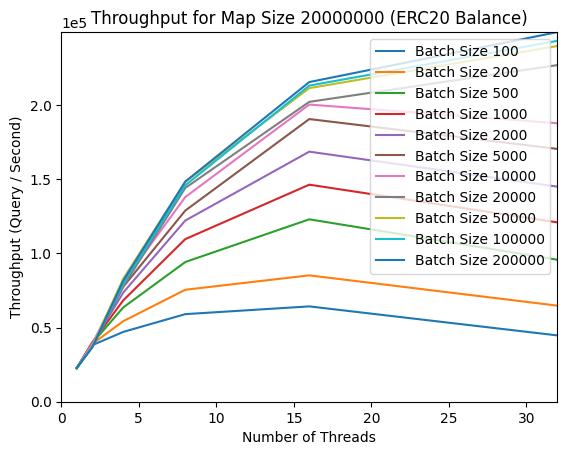 Throughput for Map Size 20000000 (ERC20 Balance)
1e5
Batch Size 100
Batch Size 200
Batch Size 500
Batch Size 1000
Batch Size 2000
Batch Size 5000
Batch Size 10000
Batch Size 20000
Batch Size 50000
Batch Size 100000
Batch Size 200000
Throughput (Query / Second)
2.0
1.5
1.0
0.5
0.0
0 5 10 15 20 25 30
Number of Threads